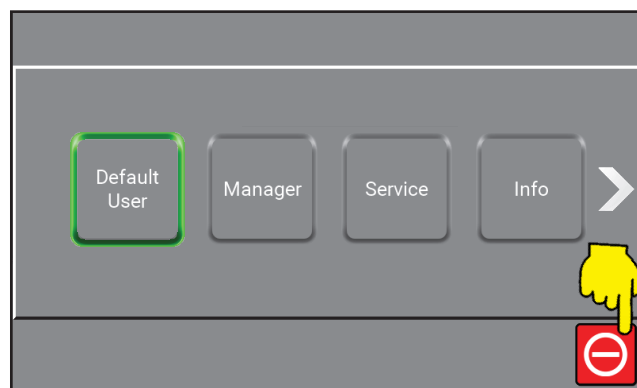 Default
User
Manager
Service
Info